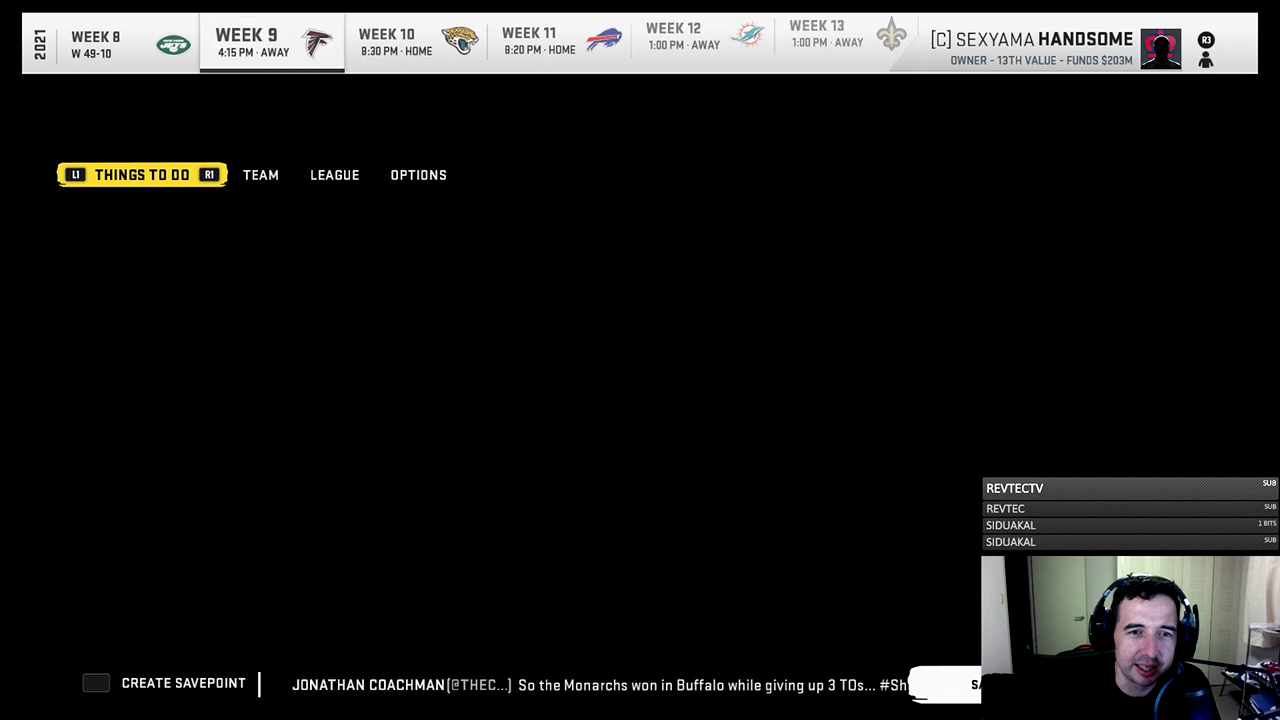 2021
WEEK 8
W 49-10
JETS
WEEK 9
4:15 PM · AWAY
WEEK 10
8:30 PM · HOME
WEEK 11
8:20 PM · HOME
WEEK 12
1:00 PM · AWAY
WEEK 13
1:00 PM · AWAY
[C] SEXYAMA HANDSOME
OWNER - 13TH VALUE - FUNDS $203M
R3
L1 THINGS TO DO R1 TEAM LEAGUE OPTIONS
REVTECTV SUB
REVTEC SUB
SIDUAKAL 1 BITS
SIDUAKAL SUB
CREATE SAVEPOINT
JONATHAN COACHMAN (@THEC...) So the Monarchs won in Buffalo while giving up 3 TOs... #Sh